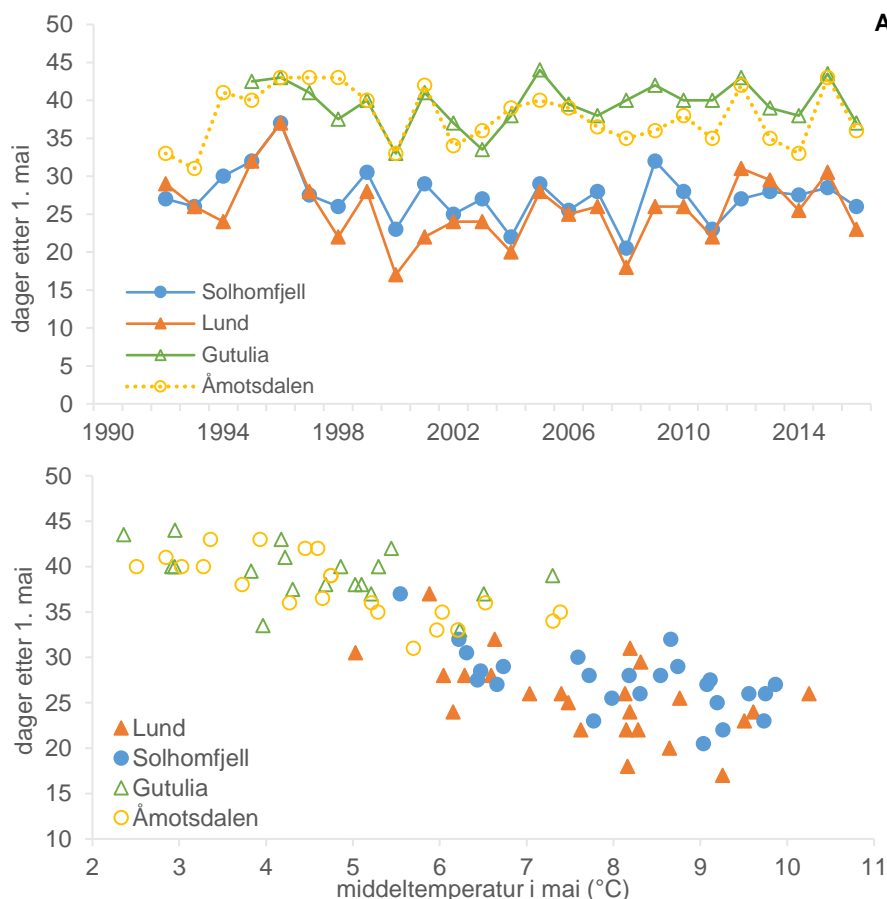 A
50
45
40
35
30
25
20
15
10
5
0
dager etter 1. mai
Solhomfjell
Lund
Gutulia
Åmotsdalen
1990 1994 1998 2002 2006 2010 2014
50
45
40
35
30
25
20
15
10
dager etter 1. mai
Lund
Solhomfjell
Gutulia
Åmotsdalen
2 3 4 5 6 7 8 9 10 11
middeltemperatur i mai (°C)